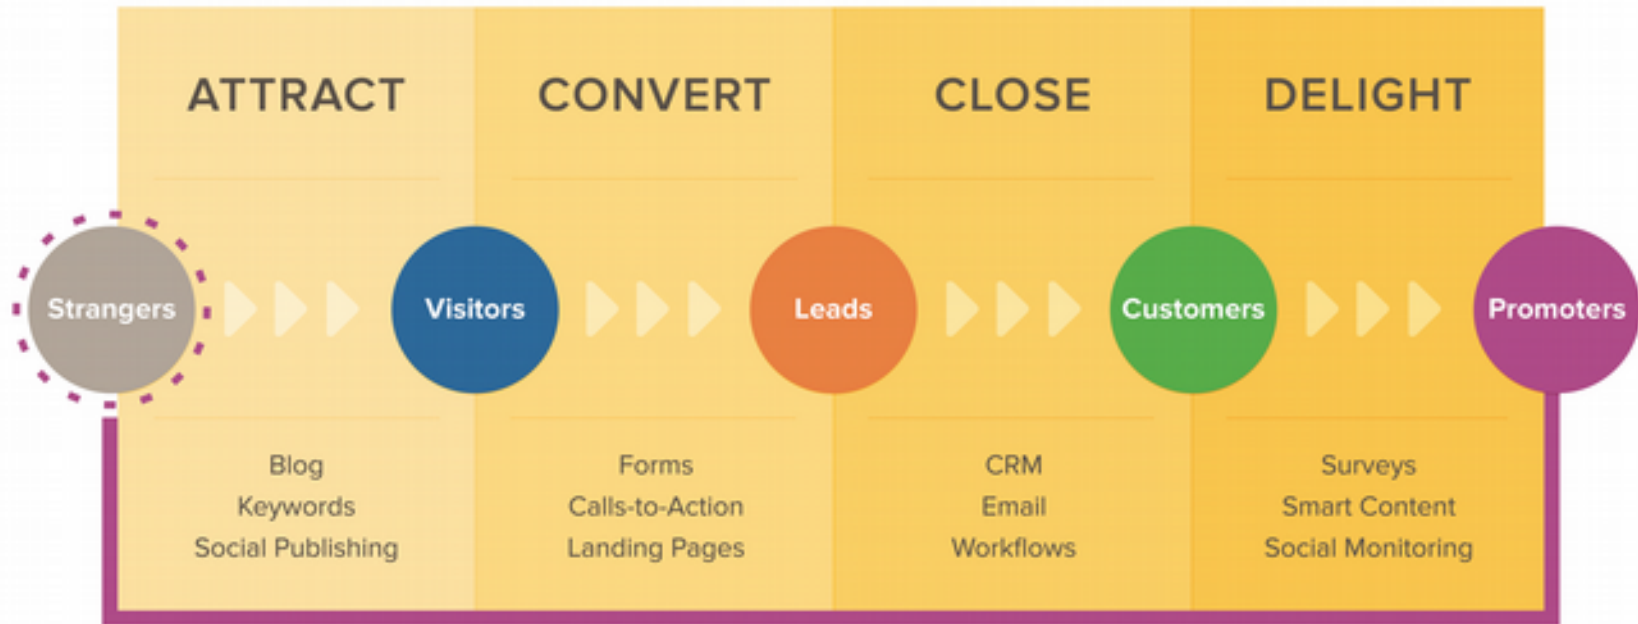 ATTRACT
CONVERT
CLOSE
DELIGHT
Strangers
Visitors
Leads
Customers
Promoters
Blog
Keywords
Social Publishing
Forms
Calls-to-Action
Landing Pages
CRM
Email
Workflows
Surveys
Smart Content
Social Monitoring